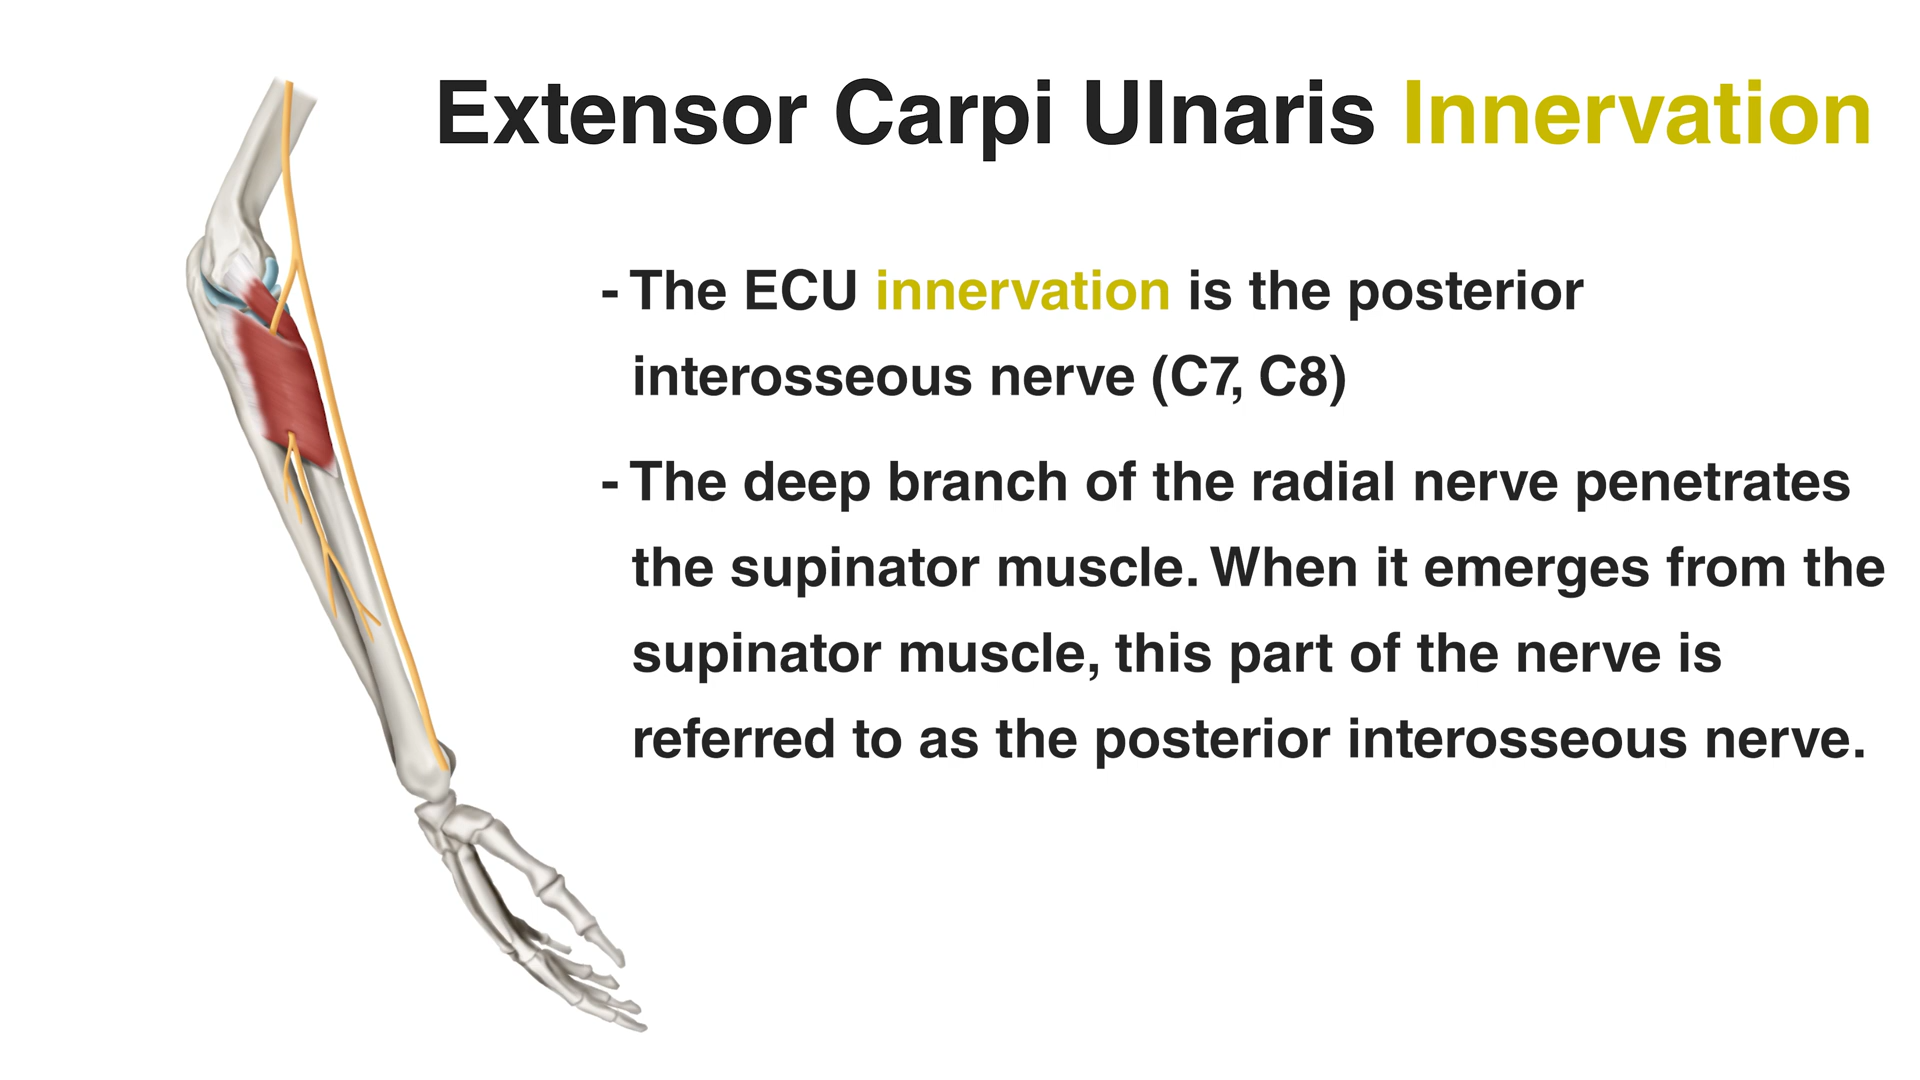 Extensor Carpi Ulnaris Innervation
- The ECU innervation is the posterior
interosseous nerve (C7, C8)
- The deep branch of the radial nerve penetrates
the supinator muscle. When it emerges from the
supinator muscle, this part of the nerve is
referred to as the posterior interosseous nerve.